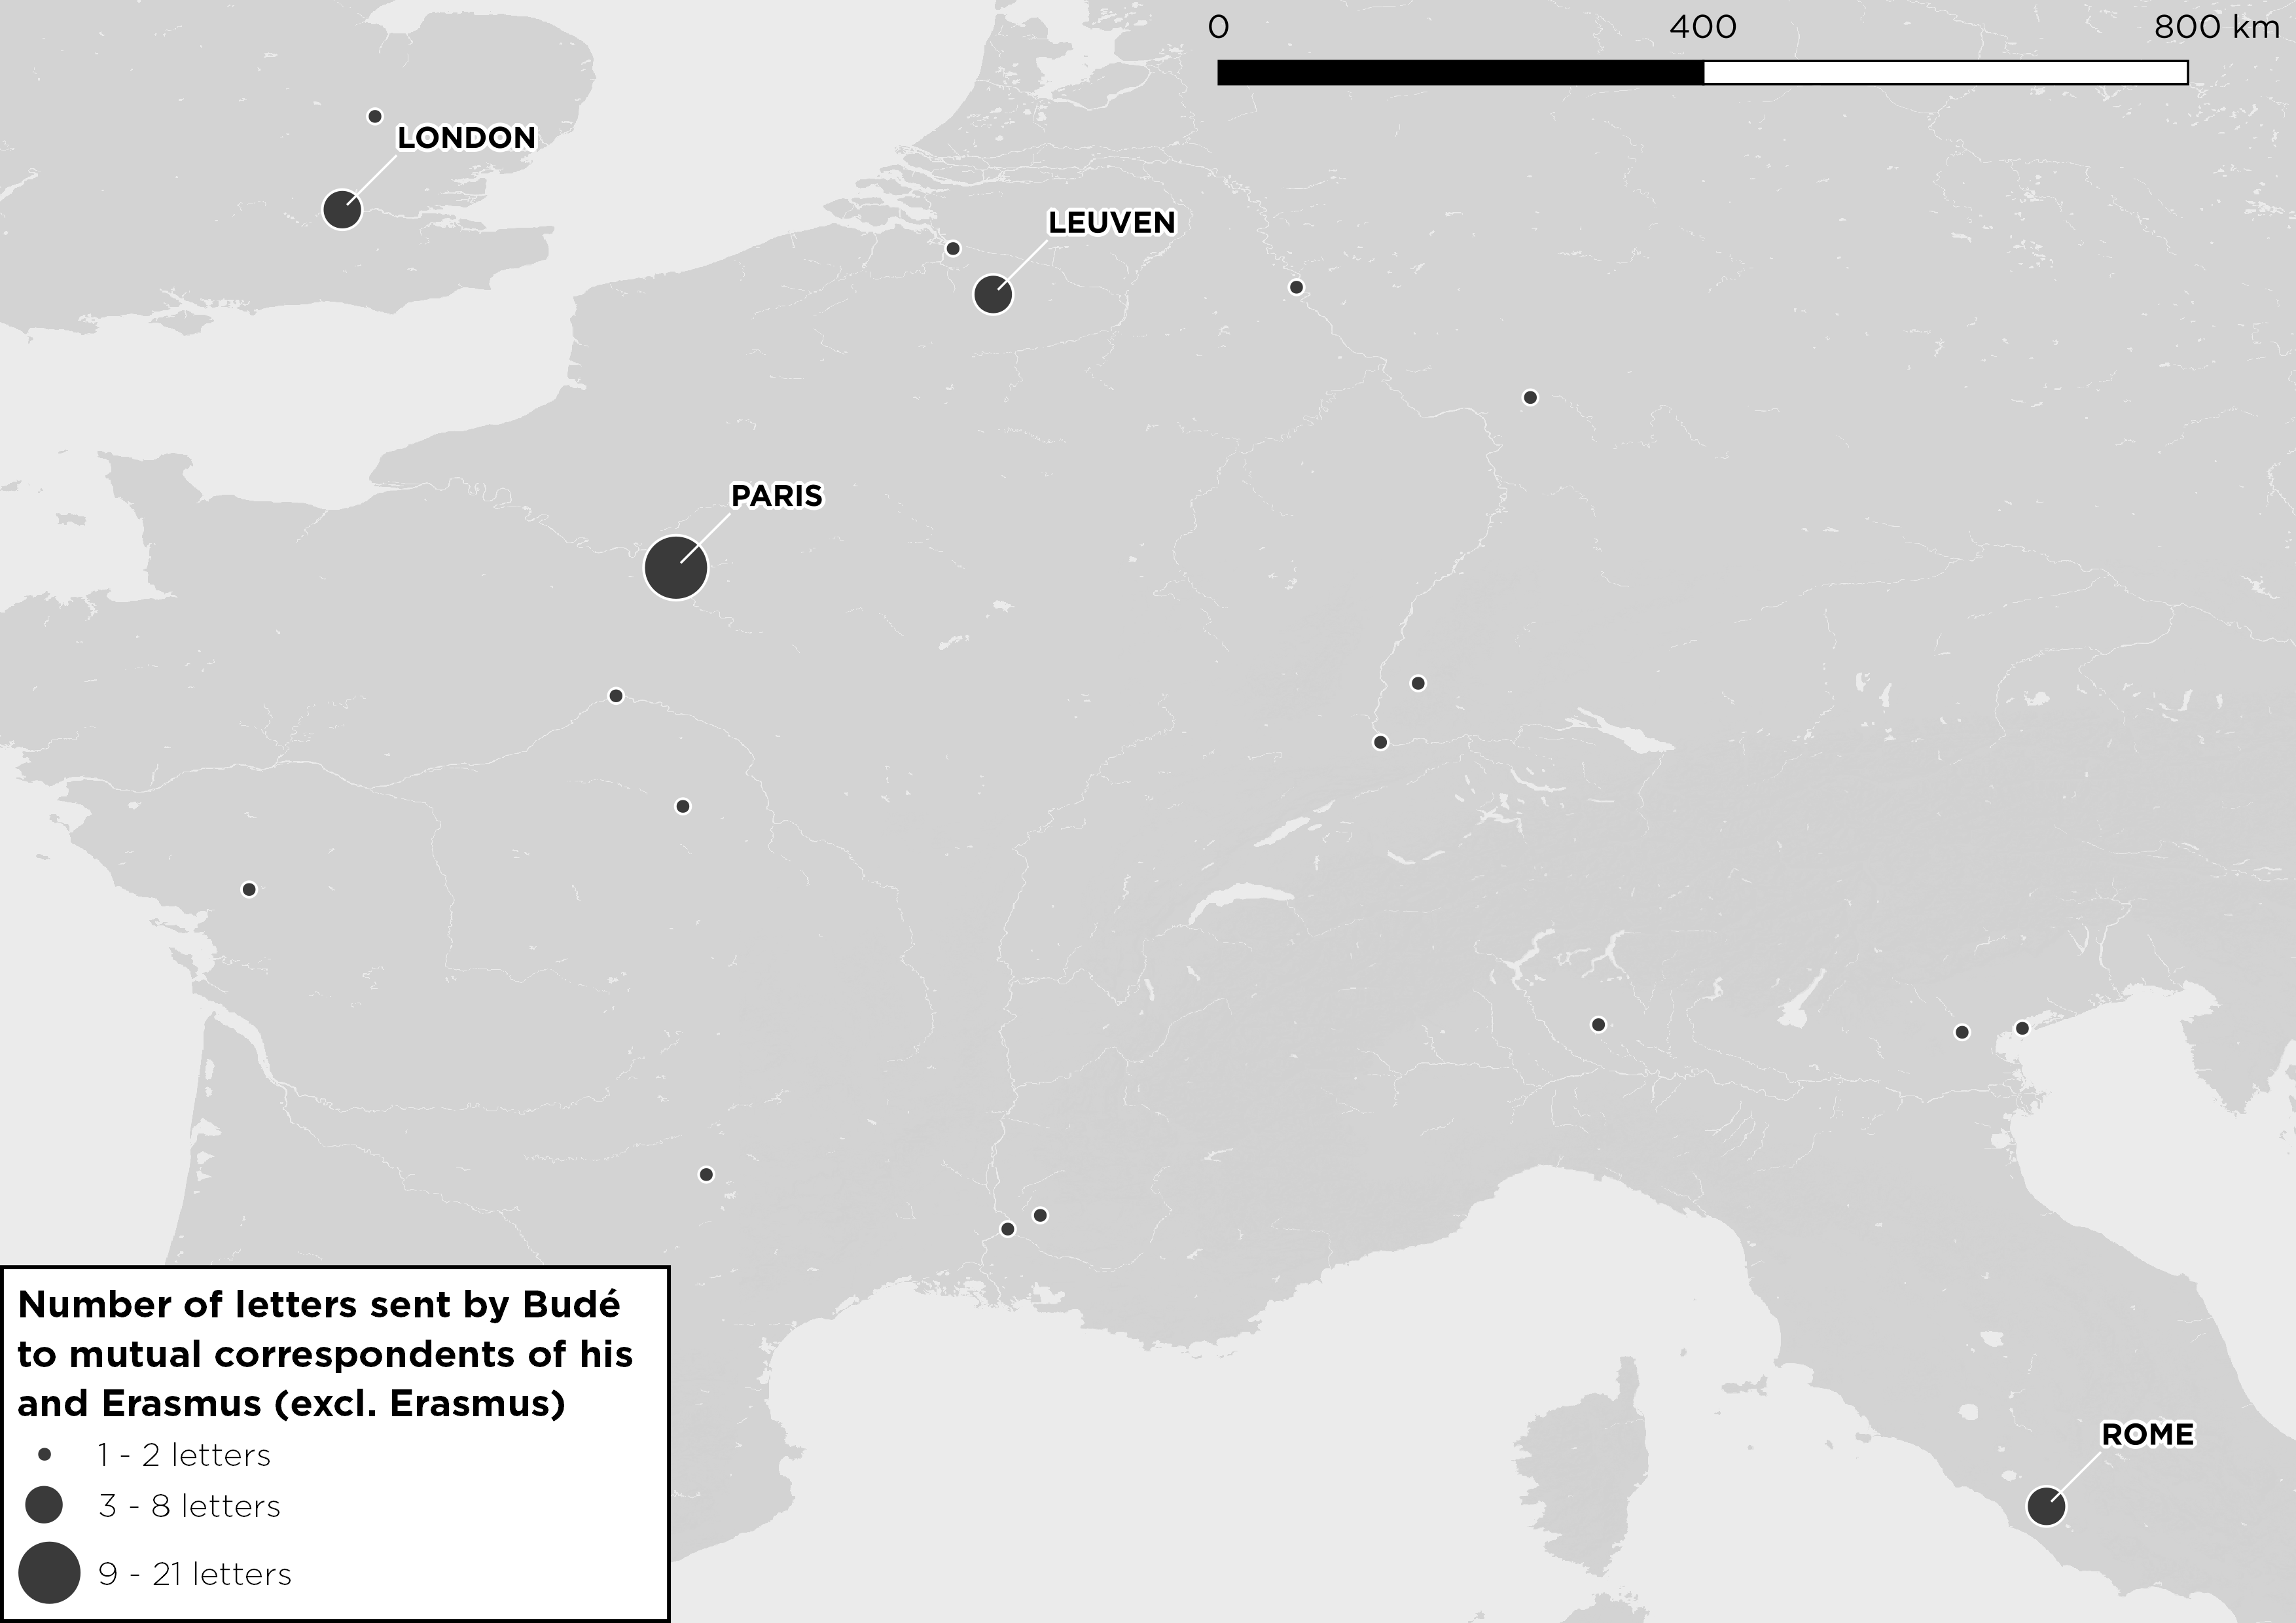 0 400 800 km
LONDON
LEUVEN
PARIS
ROME
Number of letters sent by Budé
to mutual correspondents of his
and Erasmus (excl. Erasmus)
1 - 2 letters
3 - 8 letters
9 - 21 letters